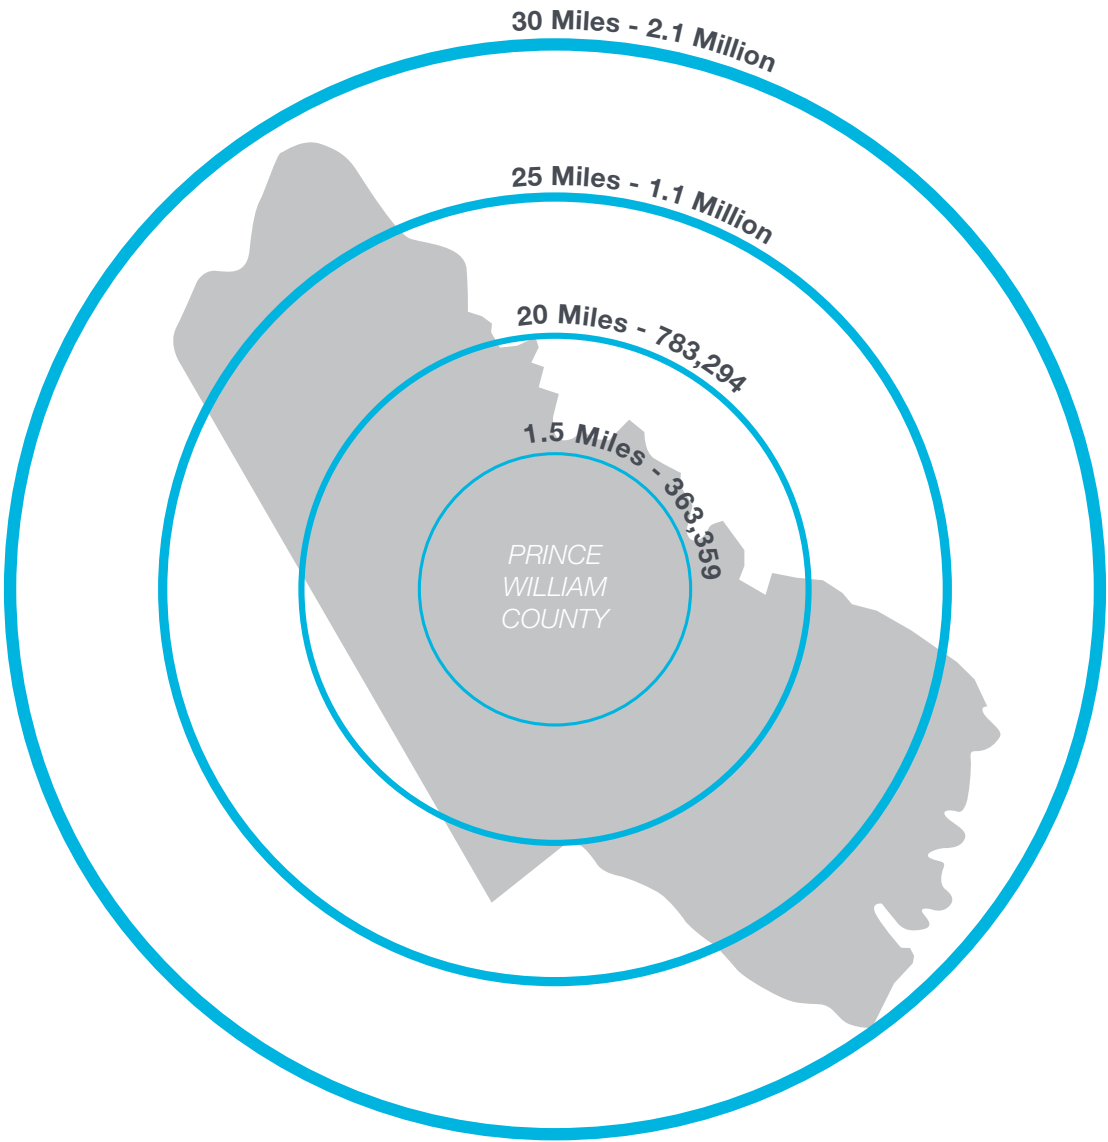 30 Miles - 2.1 Million
25 Miles - 1.1 Million
20 Miles - 783,294
1.5 Miles - 363,359
PRINCE
WILLIAM
COUNTY